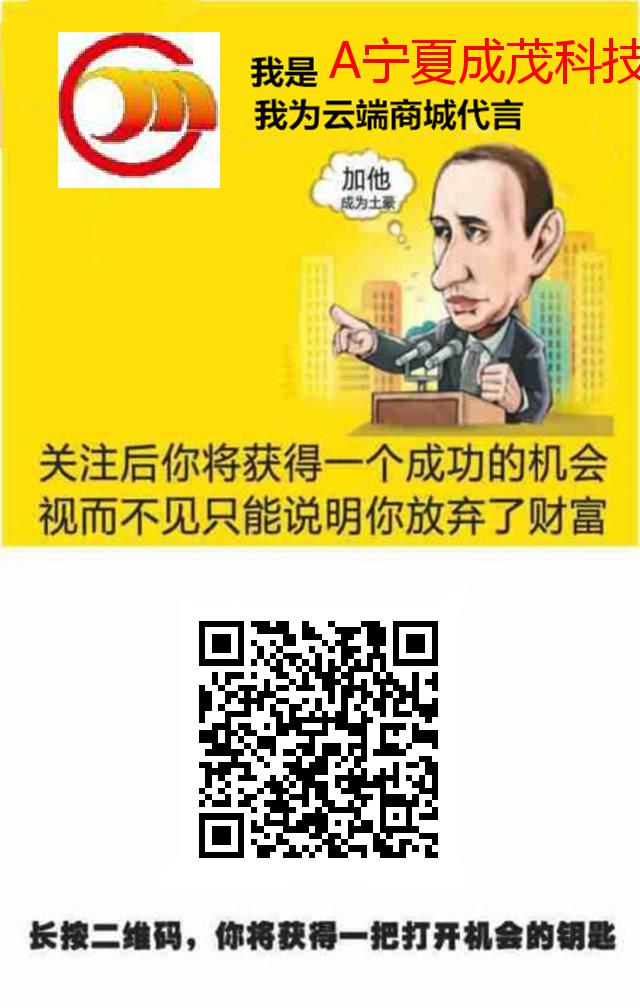 我是 A宁夏成茂科技
我为云端商城代言
加他
成为土豪
关注后你将获得一个成功的机会
视而不见只能说明你放弃了财富
长按二维码，你将获得一把打开机会的钥匙